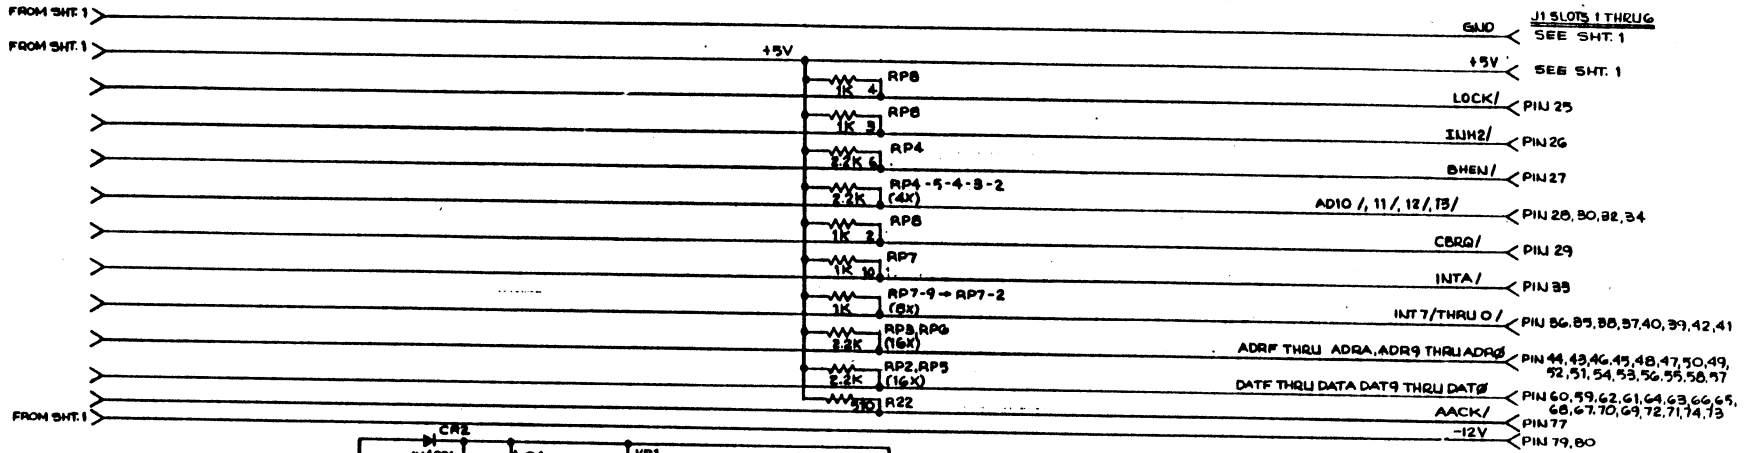 FROM SHT. 1
GND
J1 SLOTS 1 THRU 6
SEE SHT. 1
FROM SHT. 1
+5V
+5V
SEE SHT. 1
RP8
1K 4
LOCK/
PIN 25
RP8
1K 3
INH2/
PIN 26
RP4
2.2K 6
BHEN/
PIN 27
RP4-5-4-3-2
2.2K (4X)
AD10/, 11/, 12/, 13/
PIN 28,30,32,34
RP8
1K 2
CBRQ/
PIN 29
RP7
1K 10
INTA/
PIN 33
RP7-9→RP7-2
1K (8X)
INT7/THRU 0/
PIN 36,35,38,37,40,39,42,41
RP3,RP6
2.2K (16X)
ADRF THRU ADRA, ADR9 THRU ADRØ
PIN 44,43,46,45,48,47,50,49,
52,51,54,53,56,55,58,57
RP2,RP5
2.2K (16X)
DATF THRU DATA DAT9 THRU DATØ
PIN 60,59,62,61,64,63,66,65,
68,67,70,69,72,71,74,73
510 R22
AACK/
PIN 77
FROM SHT. 1
-12V
PIN 79,80
CR2